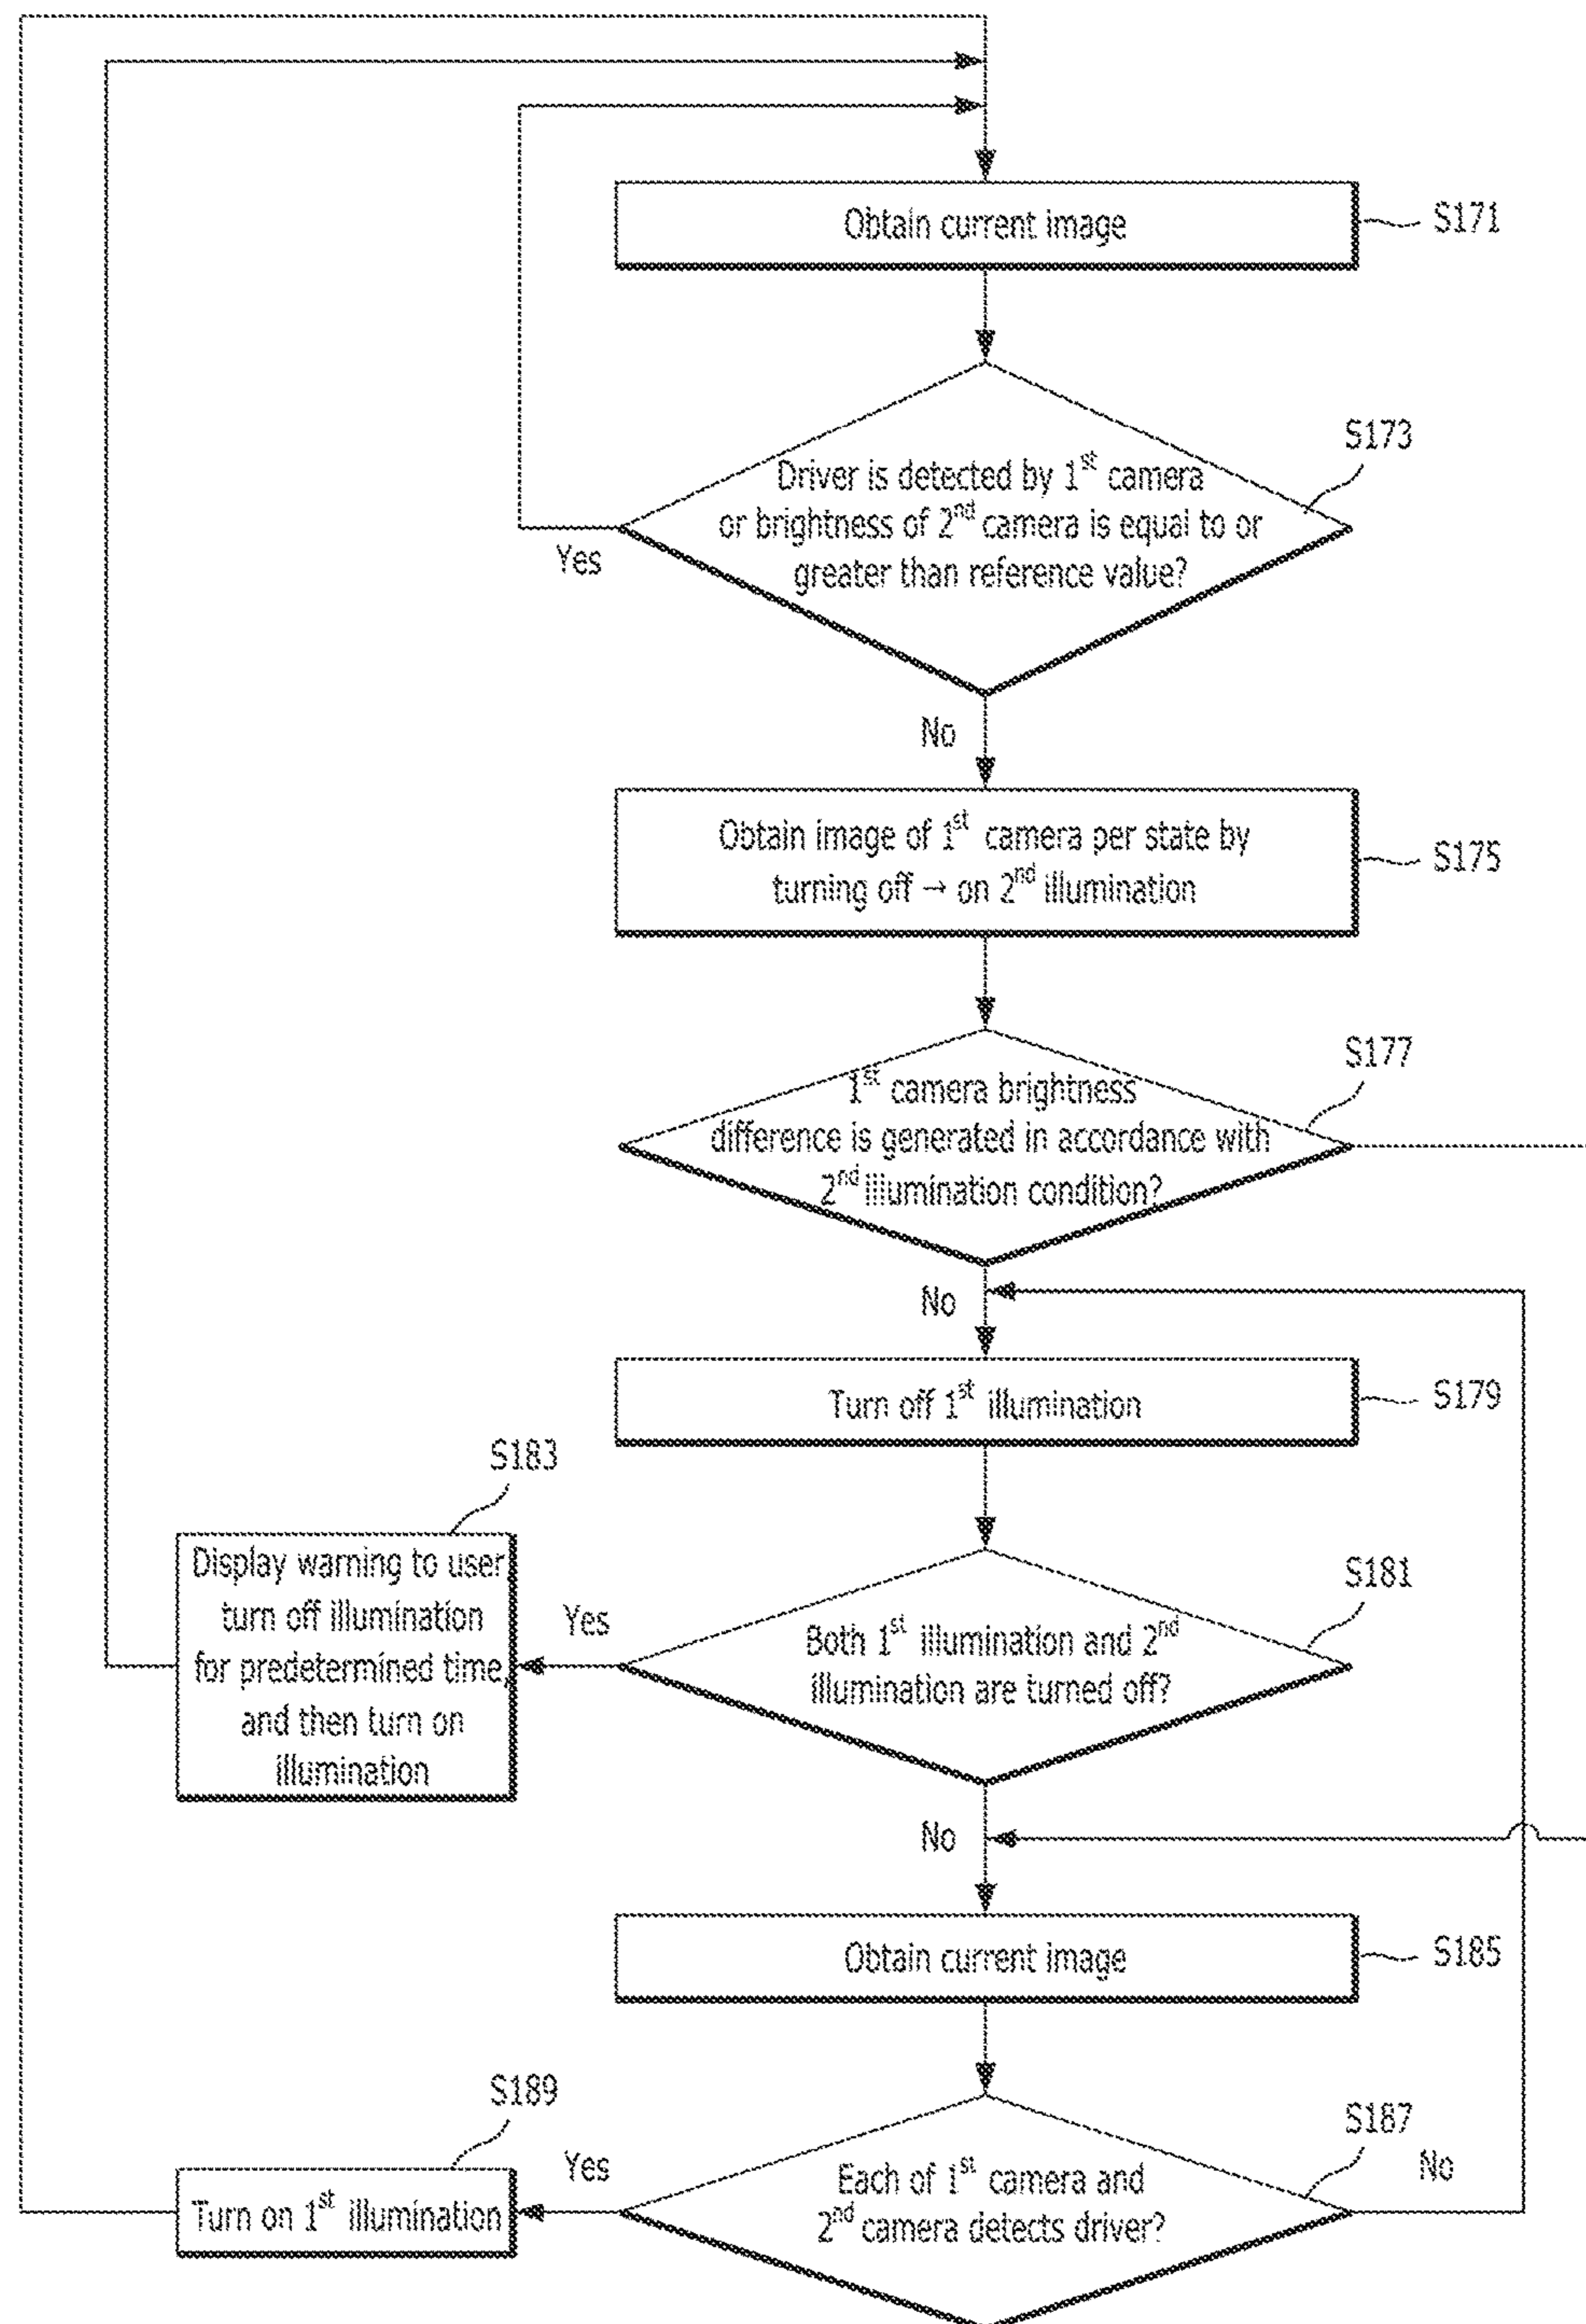 Obtain current image
S171
S173
Driver is detected by 1st camera
or brightness of 2nd camera is equal to or
greater than reference value?
Yes
No
Obtain image of 1st camera per state by
turning off → on 2nd illumination
S175
S177
1st camera brightness
difference is generated in accordance with
2nd illumination condition?
No
Turn off 1st illumination
S179
S183
Display warning to user
turn off illumination
for predetermined time,
and then turn on
illumination
Yes
S181
Both 1st illumination and 2nd
illumination are turned off?
No
Obtain current image
S185
S189
Turn on 1st illumination
Yes
S187
Each of 1st camera and
2nd camera detects driver?
No